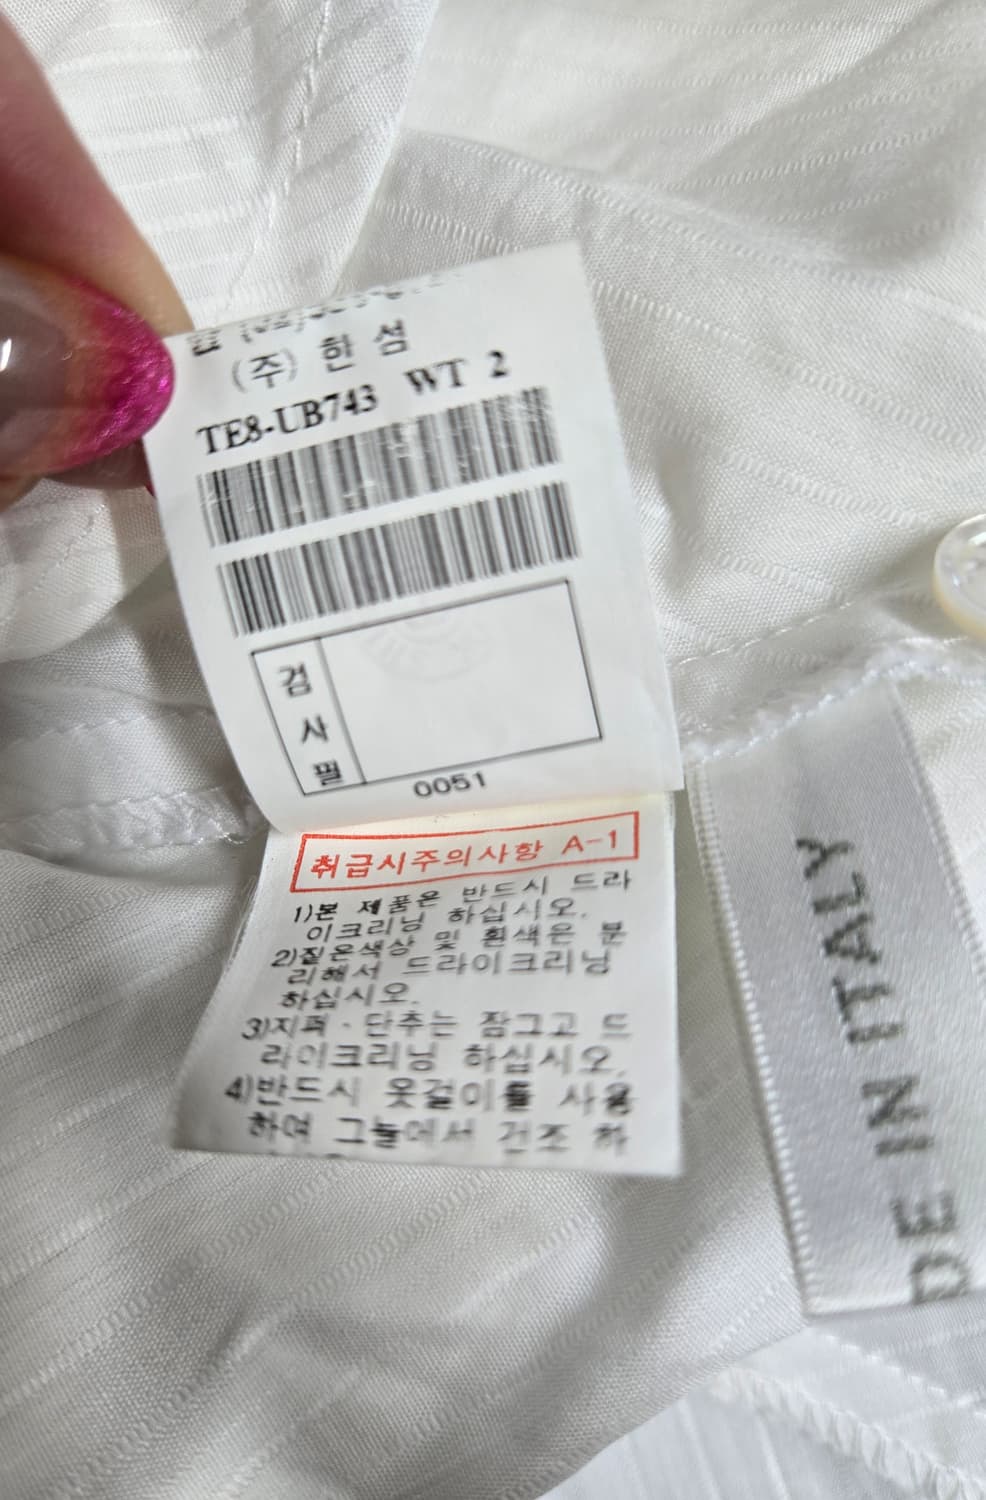 (주) 한 섬
TE8-UB743 WT 2
검
사
필
0051
취급시주의사항 A-1
1)본 제품은 반드시 드라
이크리닝 하십시오.
2)짙은색상 및 흰색은 분
리해서 드라이크리닝
하십시오.
3)지퍼 · 단추는 잠그고 드
라이크리닝 하십시오.
4)반드시 옷걸이를 사용
하여 그늘에서 건조 하
DE IN ITALY